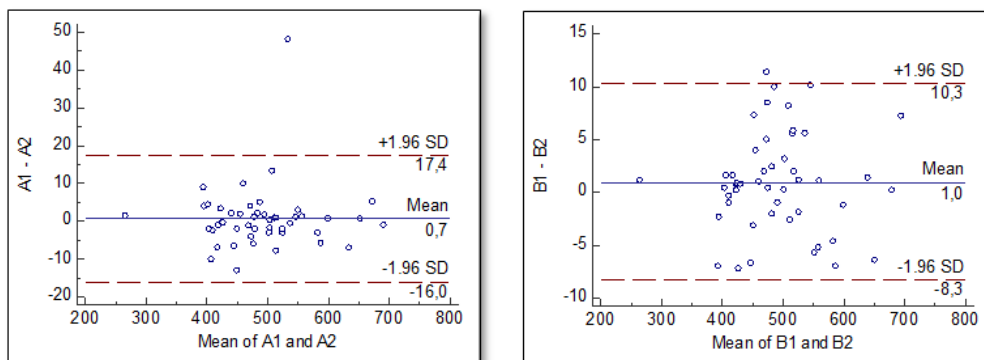 A1 - A2
50
40
30
20
10
0
-10
-20
+1.96 SD
17,4
Mean
0,7
-1.96 SD
-16,0
200 300 400 500 600 700 800
Mean of A1 and A2
B1 - B2
15
10
5
0
-5
-10
+1.96 SD
10,3
Mean
1,0
-1.96 SD
-8,3
200 300 400 500 600 700 800
Mean of B1 and B2